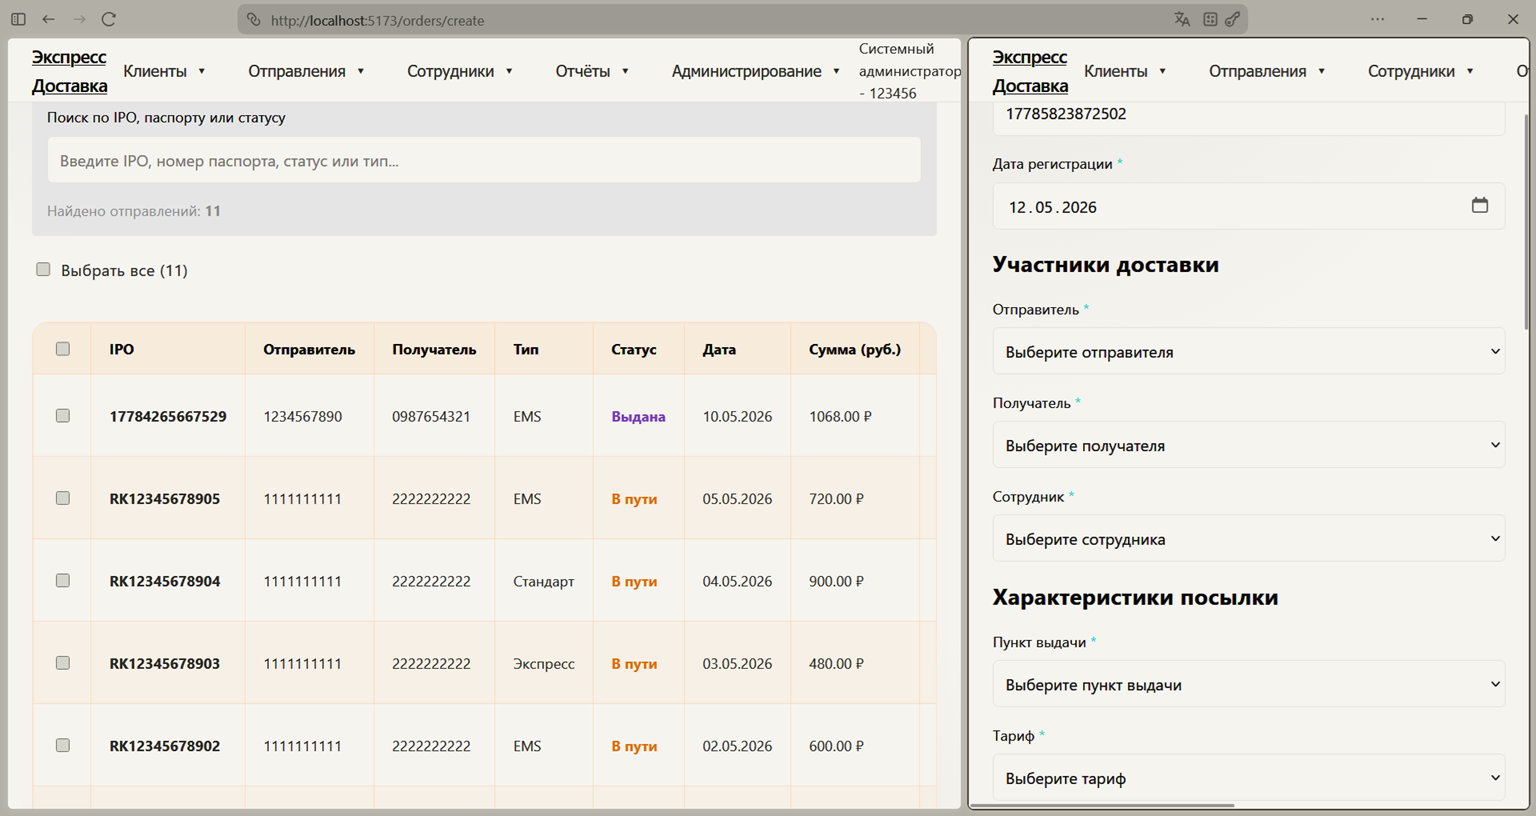 http://localhost:5173/orders/create
Экспресс Доставка
Клиенты ▼
Отправления ▼
Сотрудники ▼
Отчёты ▼
Администрирование ▼
Системный администратор - 123456
Поиск по IPO, паспорту или статусу
Введите IPO, номер паспорта, статус или тип...
Найдено отправлений: 11
Выбрать все (11)
IPO Отправитель Получатель Тип Статус Дата Сумма (руб.)
17784265667529 1234567890 0987654321 EMS Выдана 10.05.2026 1068.00 ₽
RK12345678905 1111111111 2222222222 EMS В пути 05.05.2026 720.00 ₽
RK12345678904 1111111111 2222222222 Стандарт В пути 04.05.2026 900.00 ₽
RK12345678903 1111111111 2222222222 Экспресс В пути 03.05.2026 480.00 ₽
RK12345678902 1111111111 2222222222 EMS В пути 02.05.2026 600.00 ₽
Экспресс Доставка
Клиенты ▼
Отправления ▼
Сотрудники ▼
17785823872502
Дата регистрации *
12.05.2026
Участники доставки
Отправитель *
Выберите отправителя
Получатель *
Выберите получателя
Сотрудник *
Выберите сотрудника
Характеристики посылки
Пункт выдачи *
Выберите пункт выдачи
Тариф *
Выберите тариф